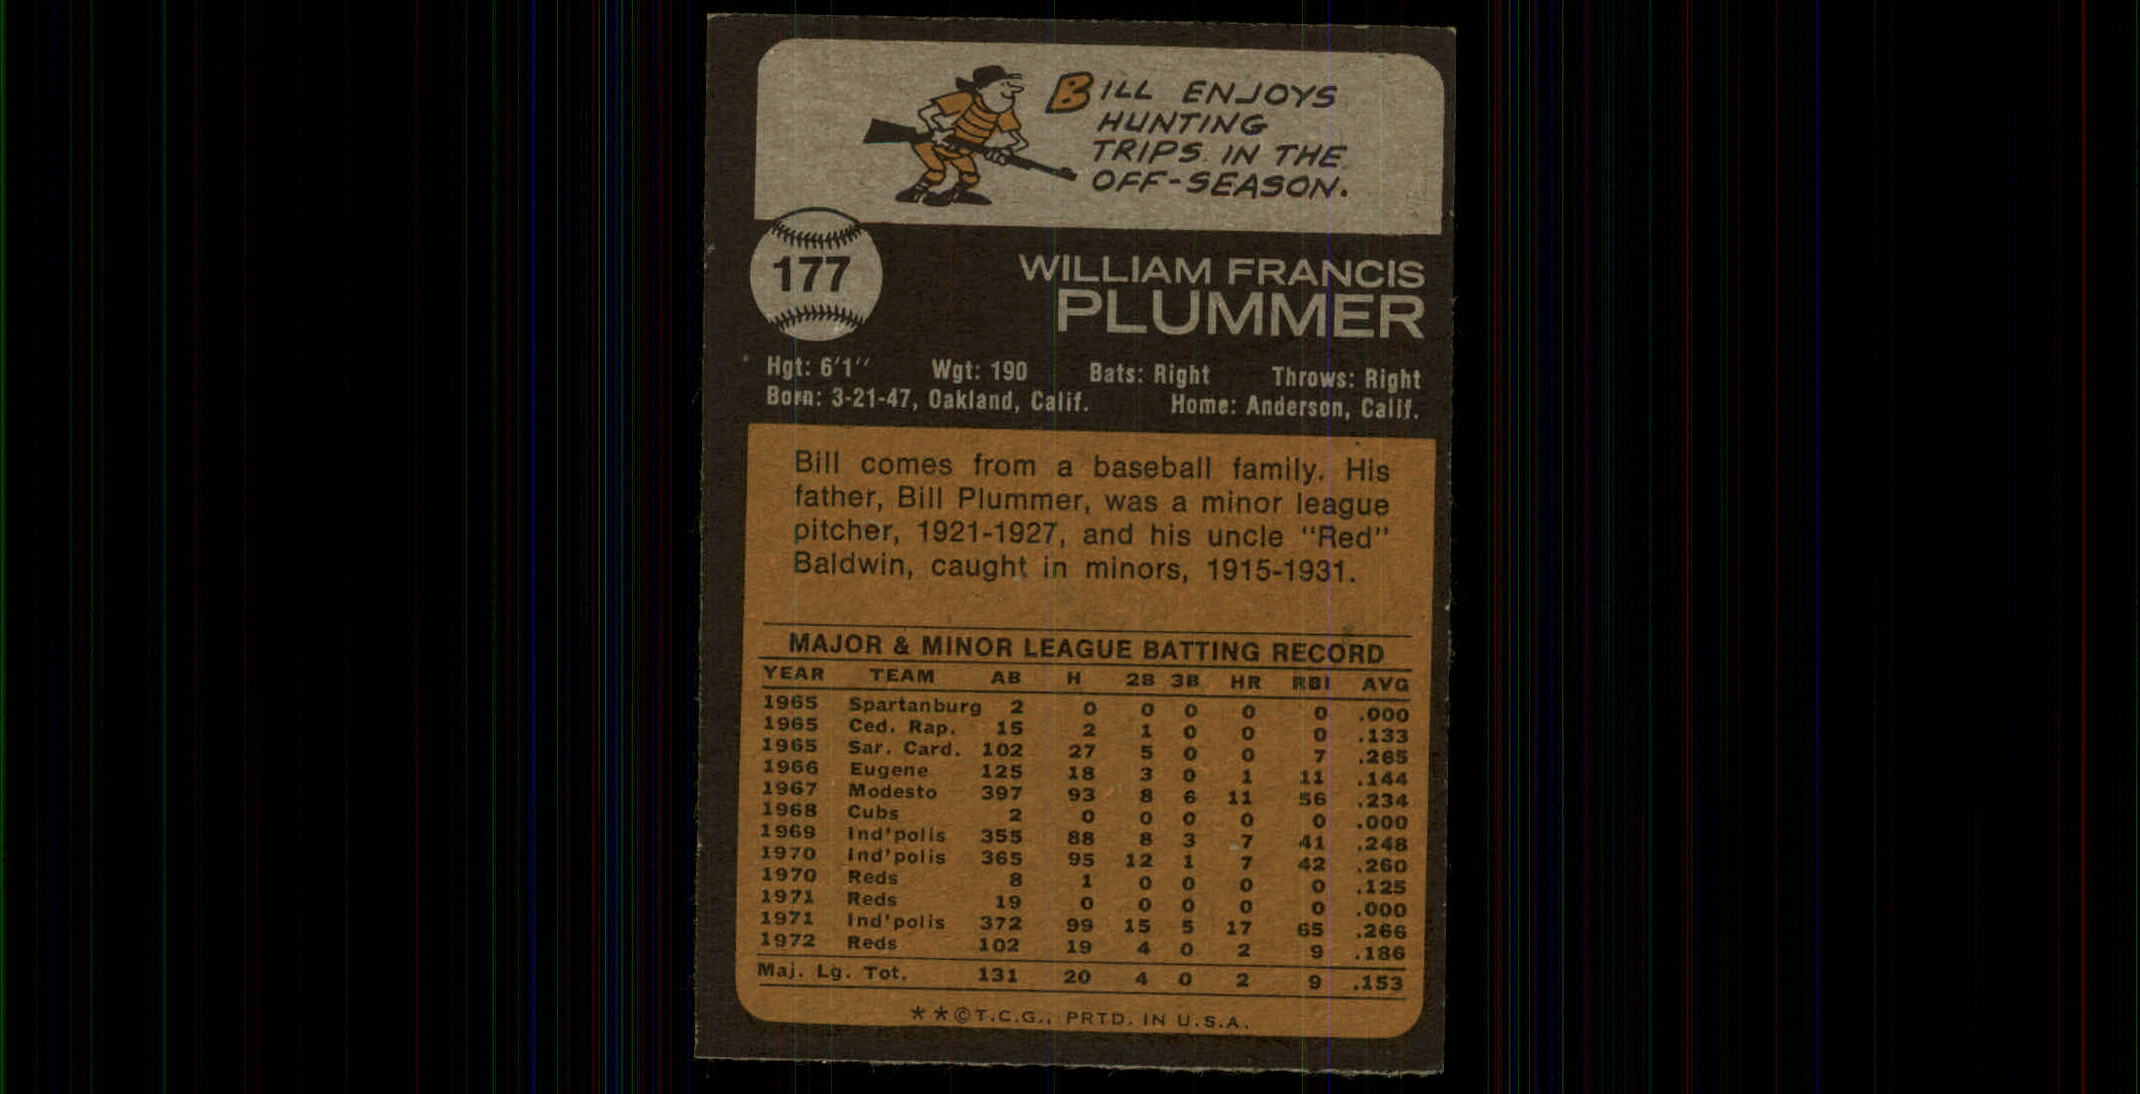 BILL ENJOYS
HUNTING
TRIPS IN THE
OFF-SEASON.
177
WILLIAM FRANCIS
PLUMMER
Hgt: 6'1" Wgt: 190 Bats: Right Throws: Right
Born: 3-21-47, Oakland, Calif. Home: Anderson, Calif.
Bill comes from a baseball family. His
father, Bill Plummer, was a minor league
pitcher, 1921-1927, and his uncle "Red"
Baldwin, caught in minors, 1915-1931.
MAJOR & MINOR LEAGUE BATTING RECORD
YEAR TEAM AB H 2B 3B HR RBI AVG
1965 Spartanburg 2 0 0 0 0 0 .000
1965 Ced. Rap. 15 2 1 0 0 0 .133
1965 Sar. Card. 102 27 5 0 0 7 .265
1966 Eugene 125 18 3 0 1 11 .144
1967 Modesto 397 93 8 6 11 56 .234
1968 Cubs 2 0 0 0 0 0 .000
1969 Ind'polis 355 88 8 3 7 41 .248
1970 Ind'polis 365 95 12 1 7 42 .260
1970 Reds 8 1 0 0 0 0 .125
1971 Reds 19 0 0 0 0 0 .000
1971 Ind'polis 372 99 15 5 17 65 .266
1972 Reds 102 19 4 0 2 9 .186
Maj. Lg. Tot. 131 20 4 0 2 9 .153
**©T.C.G., PRTD. IN U.S.A.